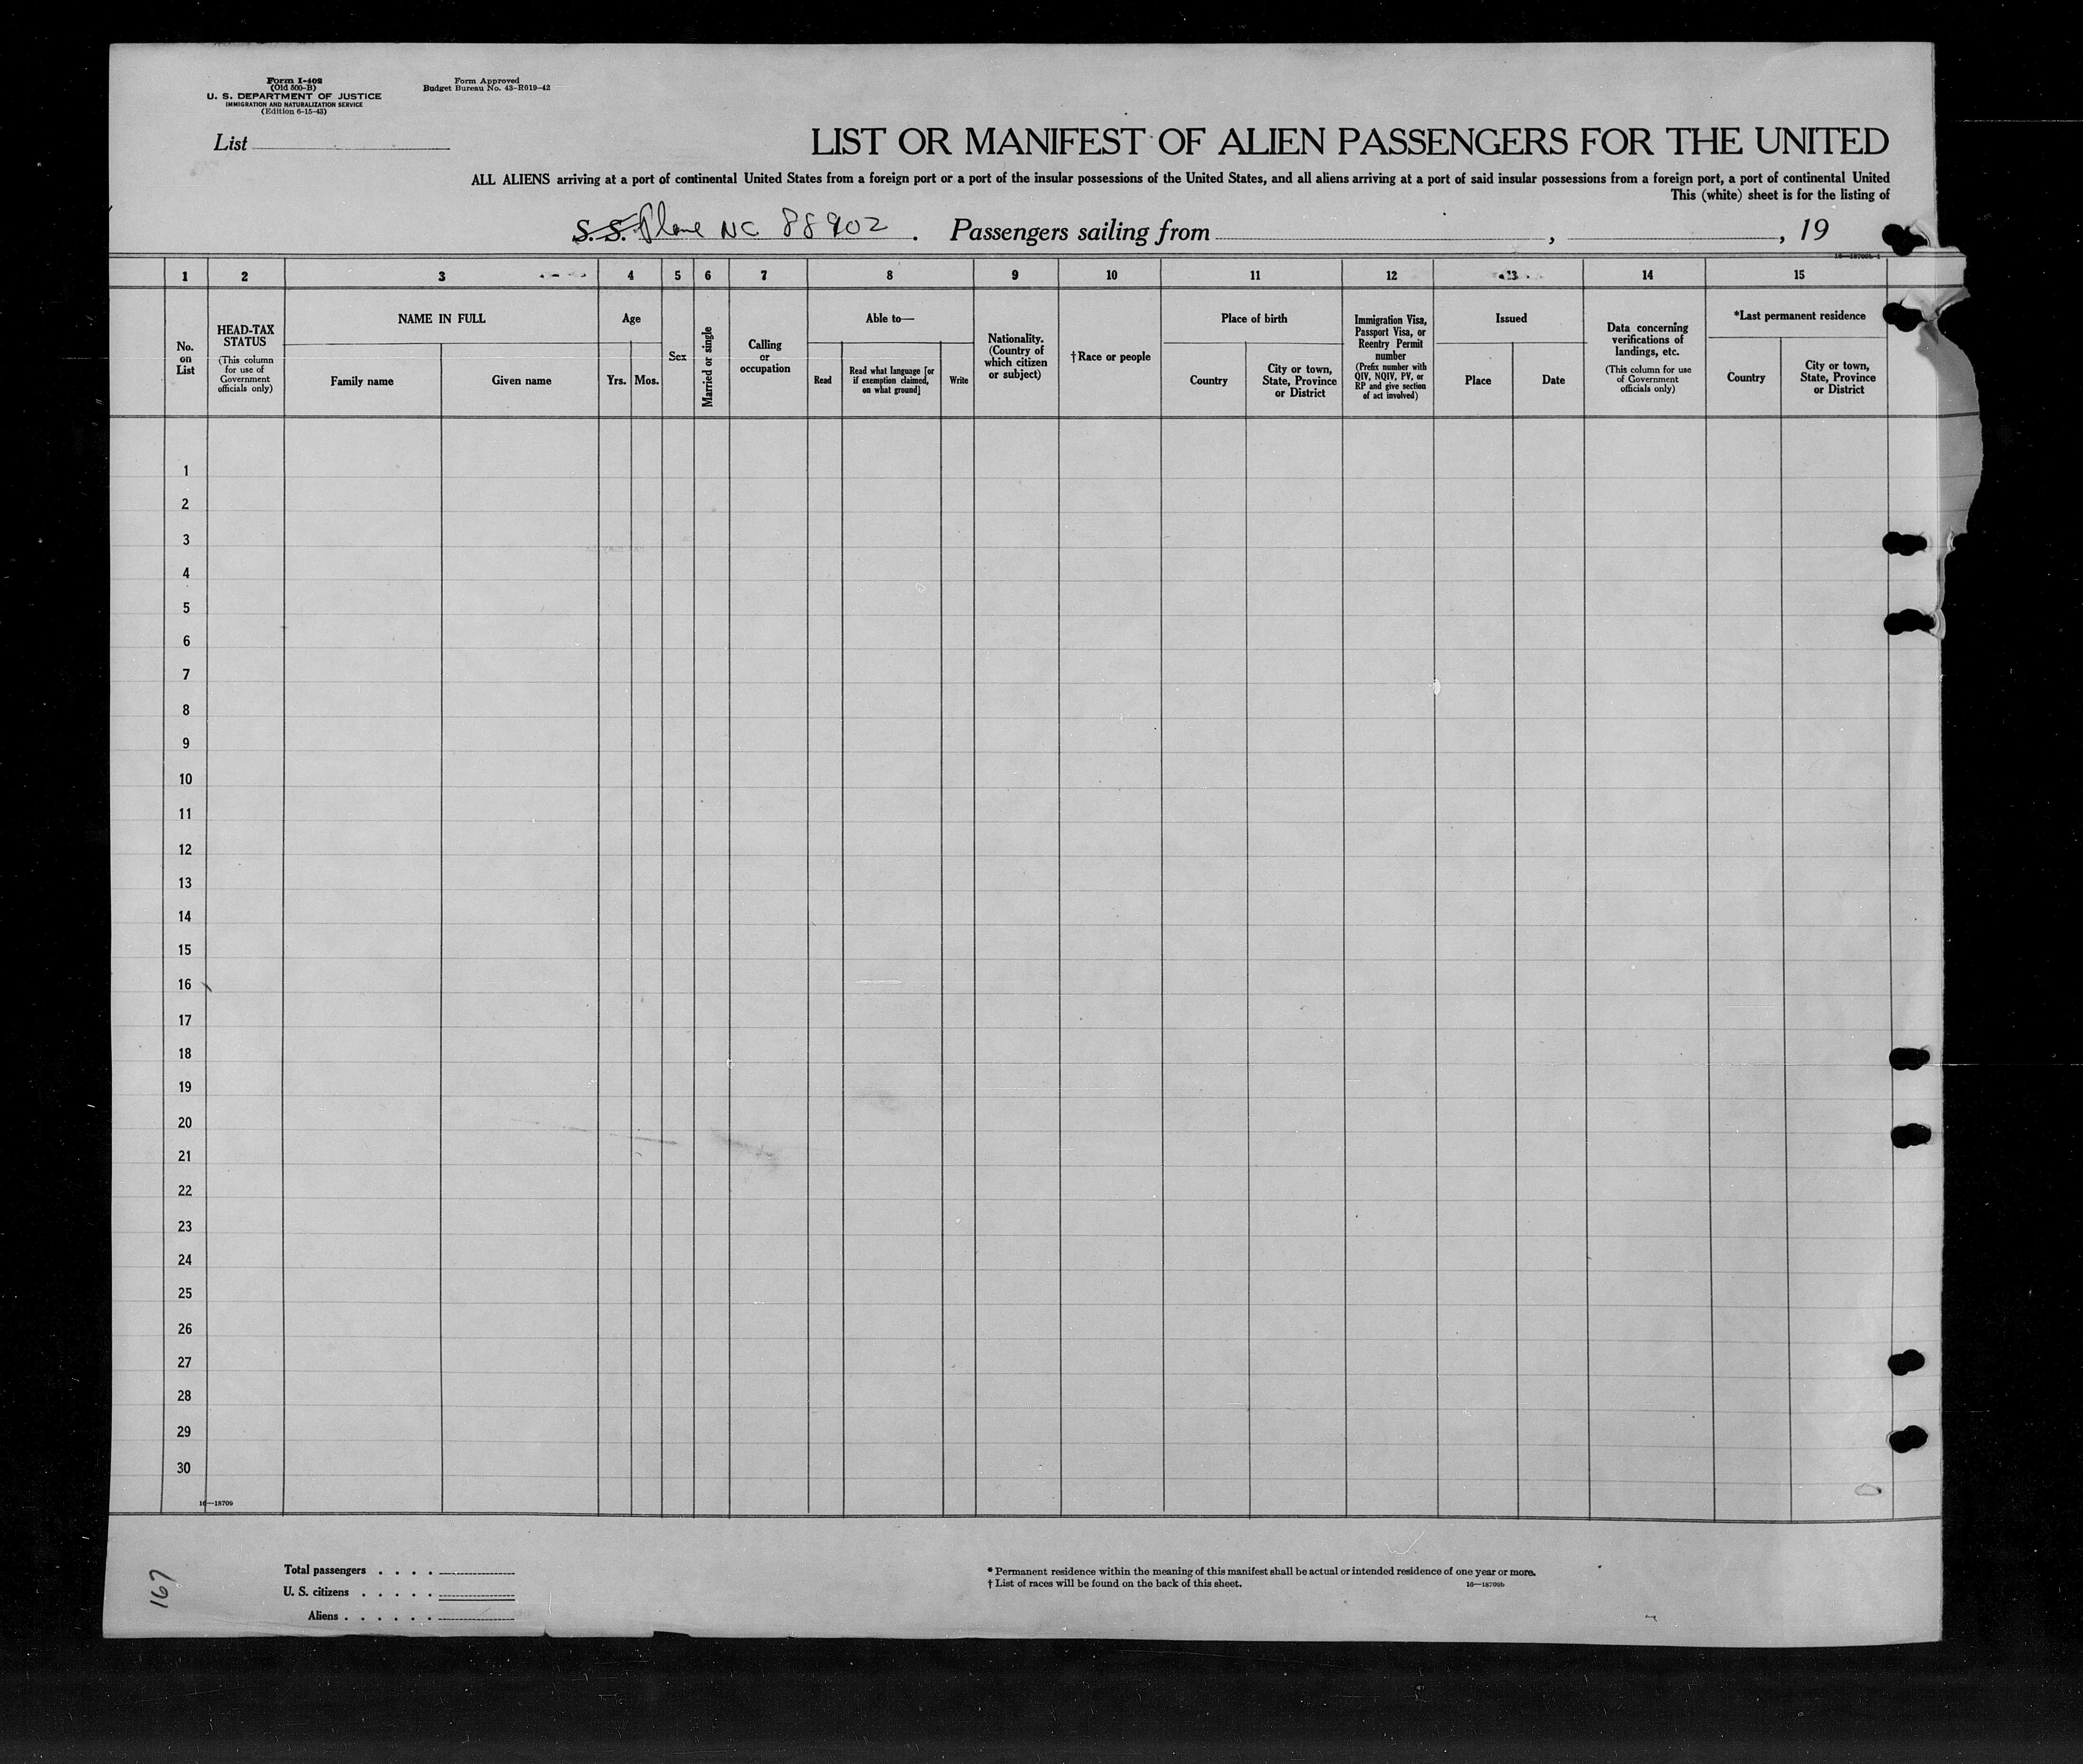 Form I-402
(Old 500-B)
U. S. DEPARTMENT OF JUSTICE
IMMIGRATION AND NATURALIZATION SERVICE
(Edition 6-15-43)
Form Approved
Budget Bureau No. 43-R019-42
List
LIST OR MANIFEST OF ALIEN PASSENGERS FOR THE UNITED
ALL ALIENS arriving at a port of continental United States from a foreign port or a port of the insular possessions of the United States, and all aliens arriving at a port of said insular possessions from a foreign port, a port of continental United
This (white) sheet is for the listing of
S. S. Plane NC 88902. Passengers sailing from , , 19
16—18709b-1
1 2 3 4 5 6 7 8 9 10 11 12 13 14 15
No.
on
List
HEAD-TAX
STATUS
(This column
for use of
Government
officials only)
NAME IN FULL
Family name
Given name
Age
Yrs.
Mos.
Sex
Married or single
Calling
or
occupation
Able to—
Read
Read what language [or
if exemption claimed,
on what ground]
Write
Nationality.
(Country of
which citizen
or subject)
†Race or people
Place of birth
Country
City or town,
State, Province
or District
Immigration Visa,
Passport Visa, or
Reentry Permit
number
(Prefix number with
QIV, NQIV, PV, or
RP and give section
of act involved)
Issued
Place
Date
Data concerning
verifications of
landings, etc.
(This column for use
of Government
officials only)
*Last permanent residence
Country
City or town,
State, Province
or District
1
2
3
4
5
6
7
8
9
10
11
12
13
14
15
16
17
18
19
20
21
22
23
24
25
26
27
28
29
30
16—18709
Total passengers . . . .
U. S. citizens . . . . .
Aliens . . . . . .
* Permanent residence within the meaning of this manifest shall be actual or intended residence of one year or more.
† List of races will be found on the back of this sheet.
16—18709b
167